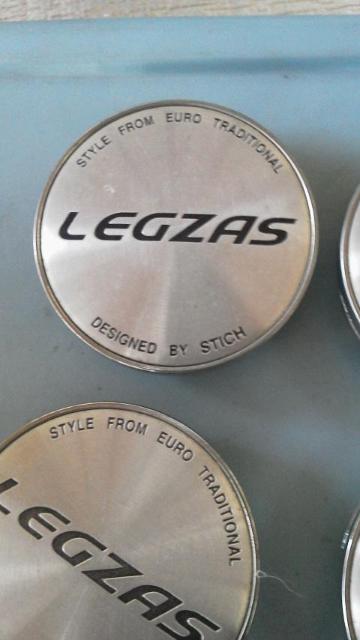 STYLE FROM EURO TRADITIONAL
LEGZAS
DESIGNED BY STICH
STYLE FROM EURO TRADITIONAL
LEGZAS